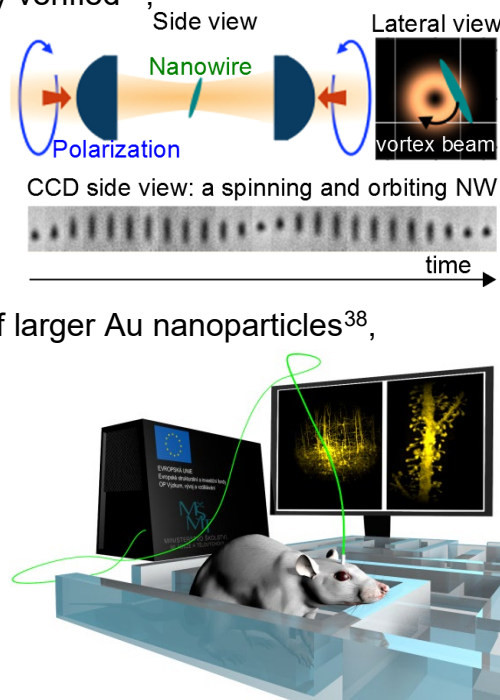 y verified
Side view
Lateral view
Nanowire
Polarization
vortex beam
CCD side view: a spinning and orbiting NW
time
f larger Au nanoparticles38,
EVROPSKÁ UNIE
Evropské strukturální a investiční fondy
OP Výzkum, vývoj a vzdělávání
MINISTERSTVO ŠKOLSTVÍ